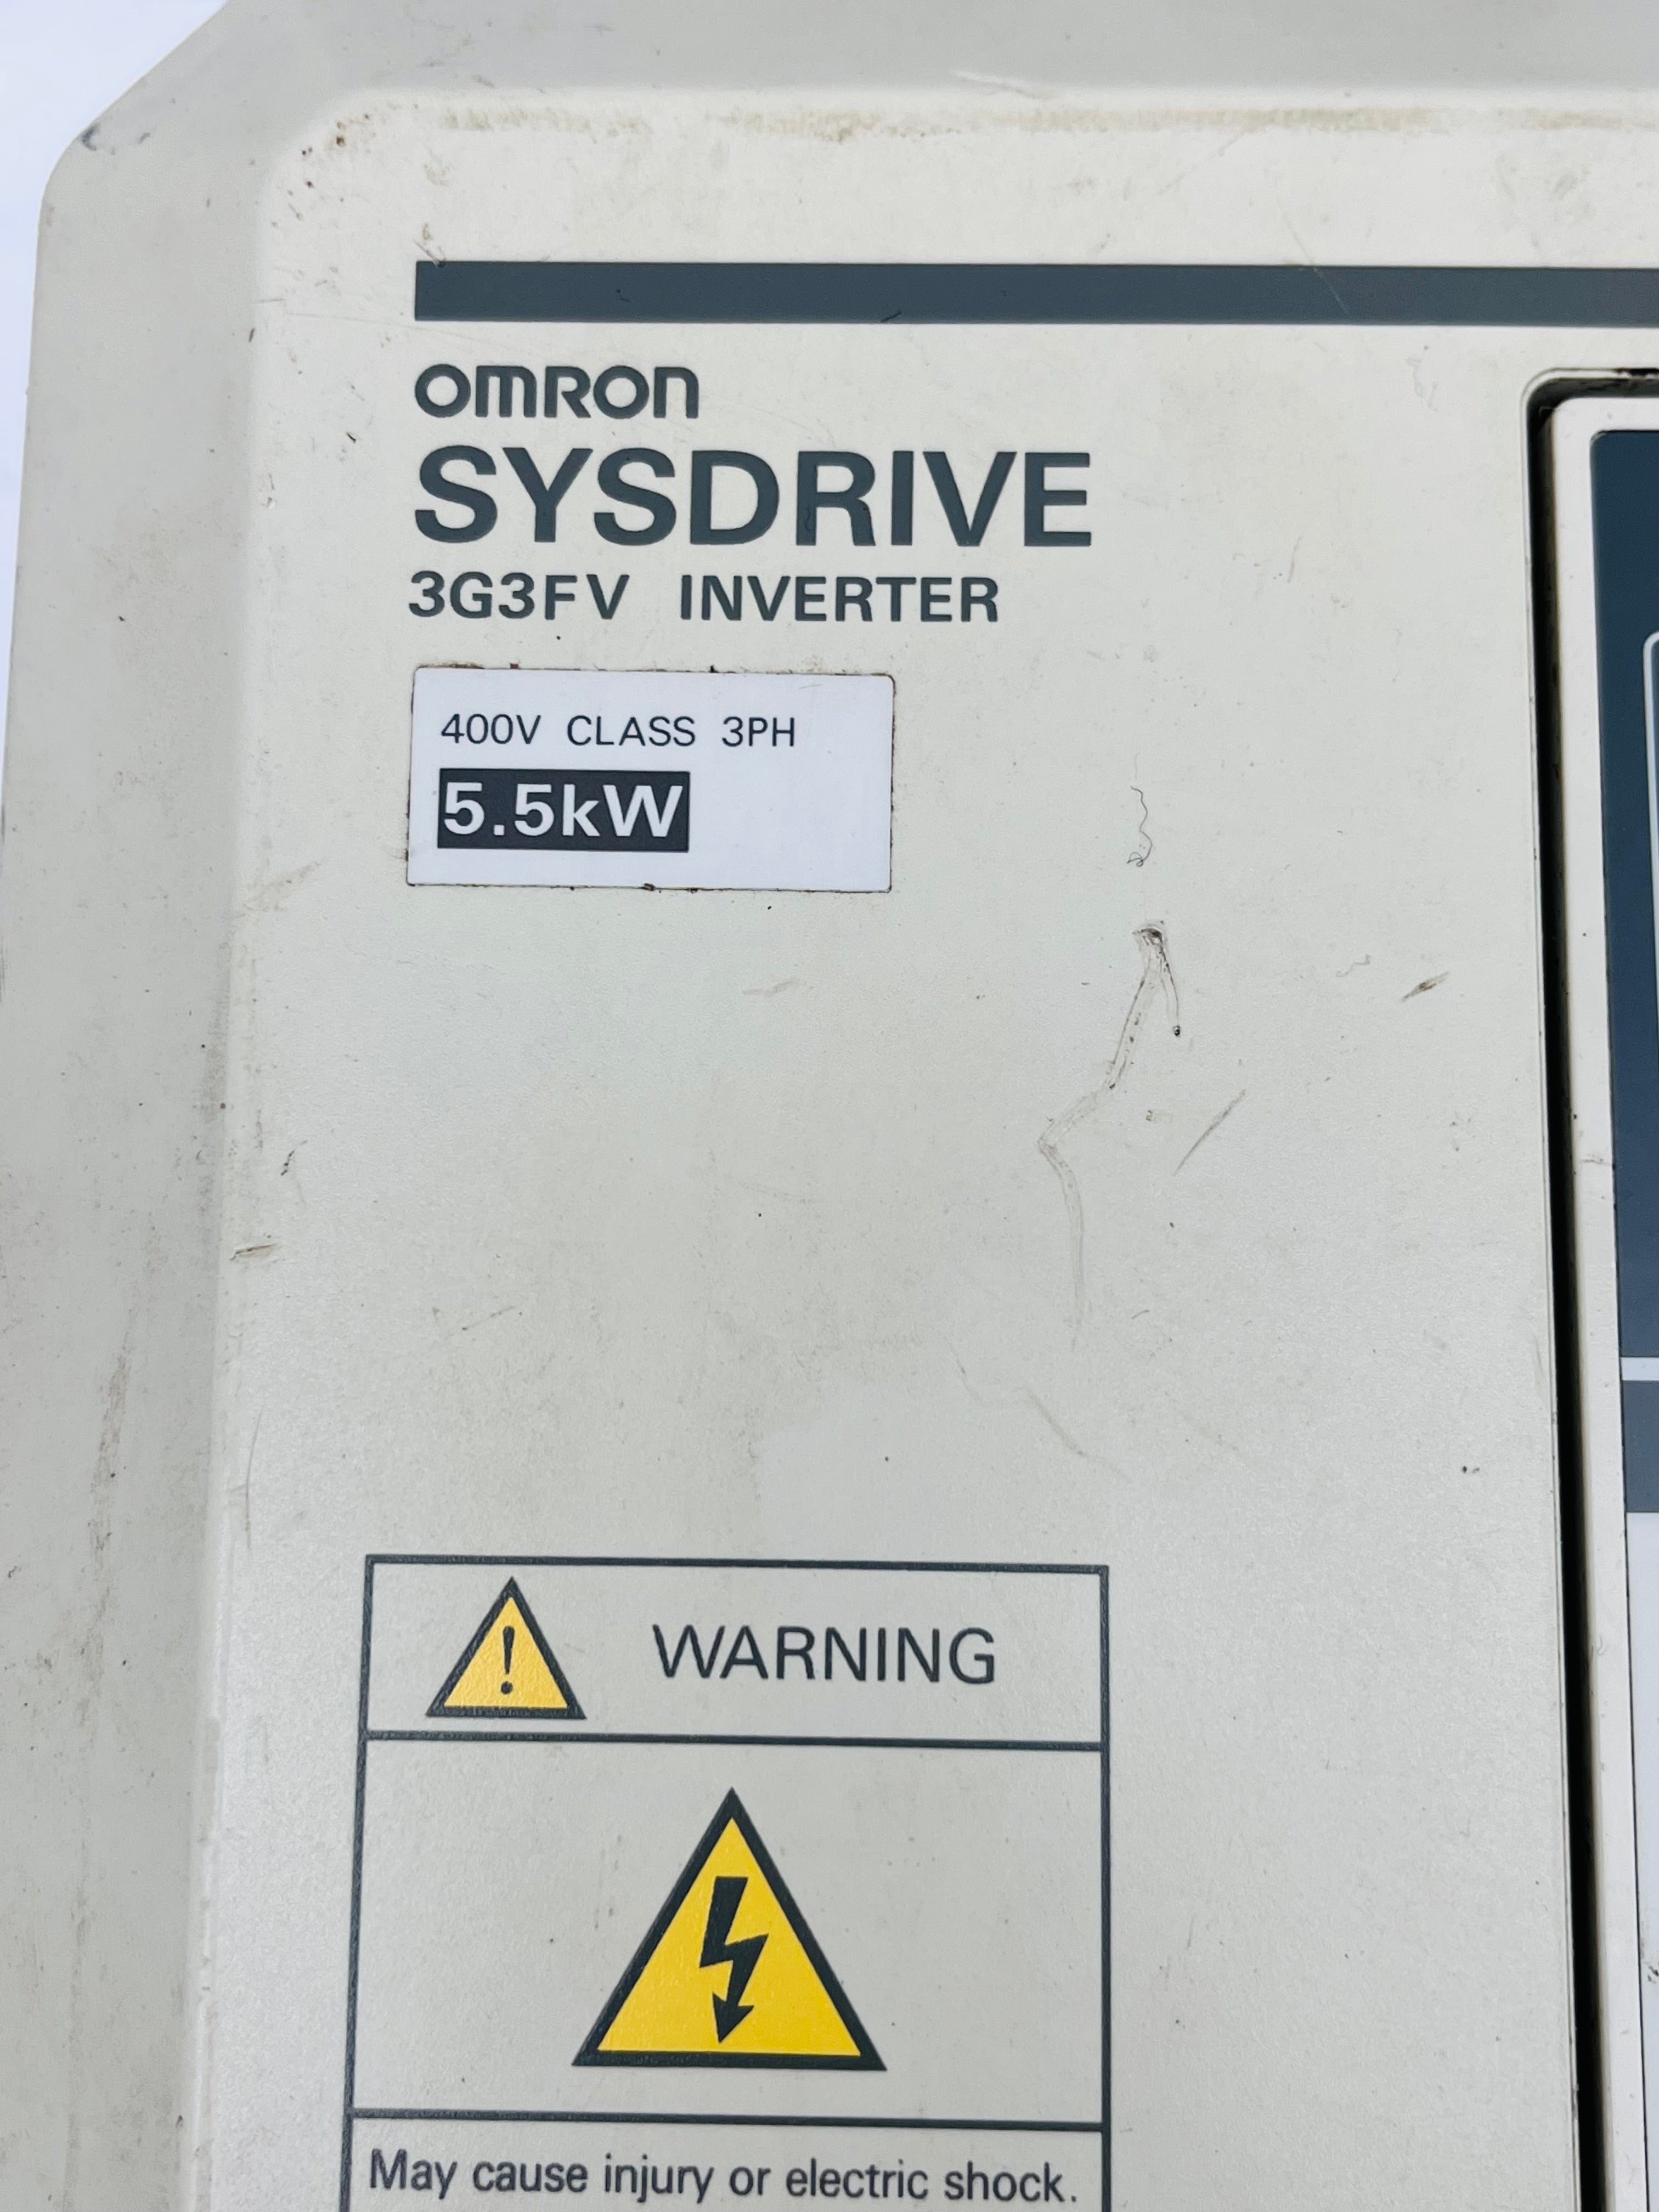 OMRON
SYSDRIVE
3G3FV INVERTER
400V CLASS 3PH
5.5kW
WARNING
May cause injury or electric shock.